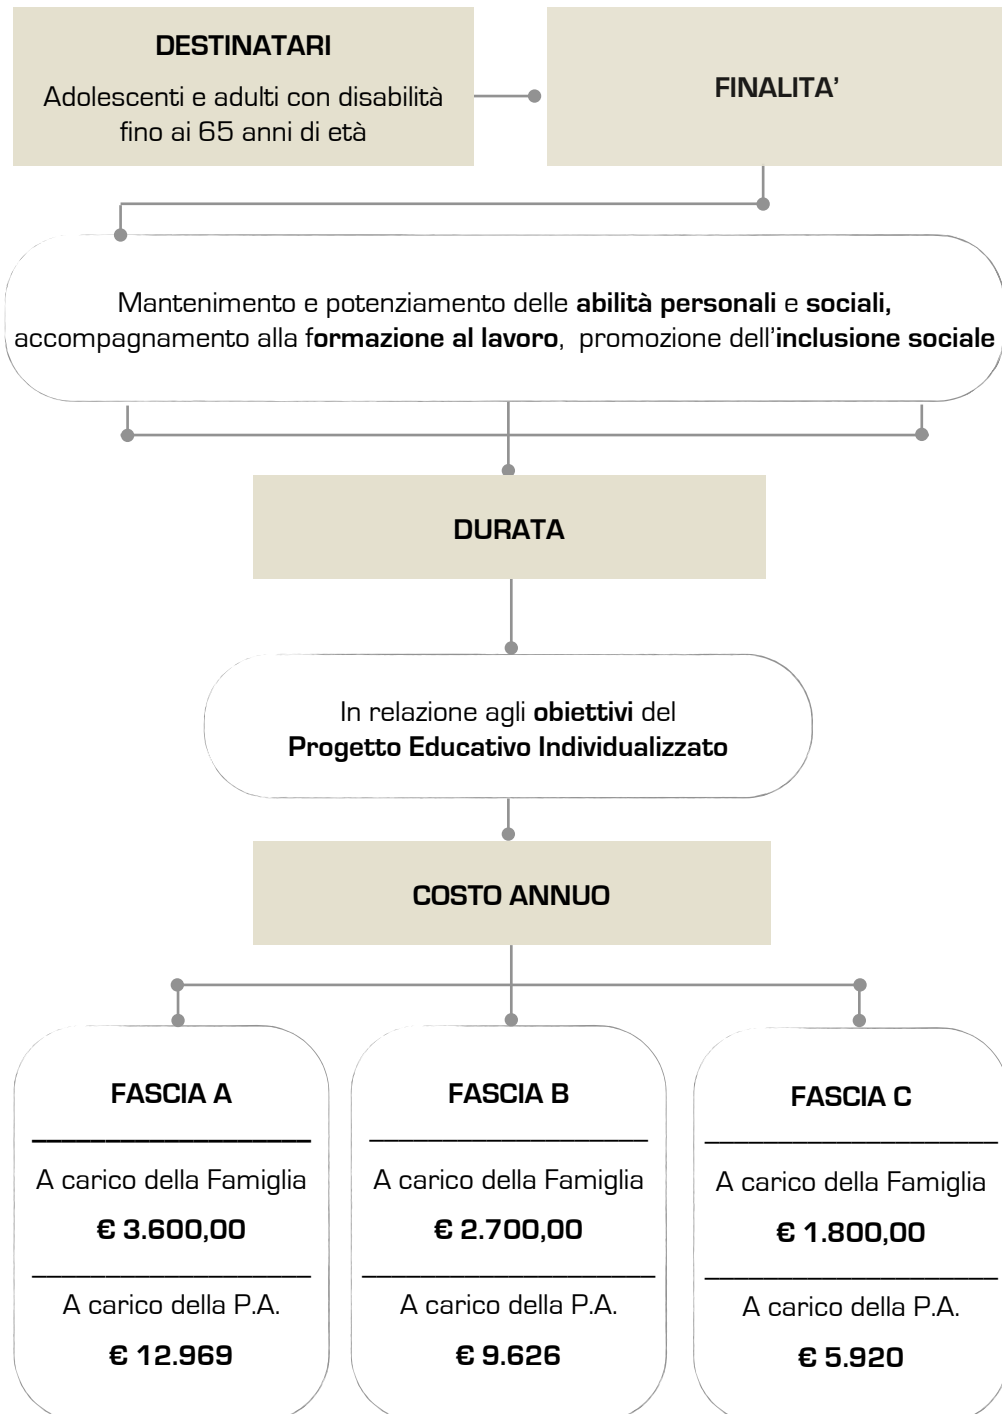 DESTINATARI
Adolescenti e adulti con disabilità
fino ai 65 anni di età
FINALITA'
Mantenimento e potenziamento delle abilità personali e sociali,
accompagnamento alla formazione al lavoro, promozione dell'inclusione sociale
DURATA
In relazione agli obiettivi del
Progetto Educativo Individualizzato
COSTO ANNUO
FASCIA A
A carico della Famiglia
€ 3.600,00
A carico della P.A.
€ 12.969
FASCIA B
A carico della Famiglia
€ 2.700,00
A carico della P.A.
€ 9.626
FASCIA C
A carico della Famiglia
€ 1.800,00
A carico della P.A.
€ 5.920